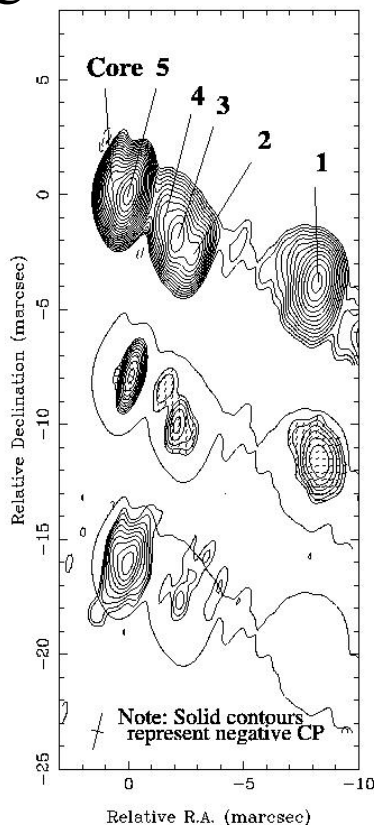 Core 5
4
3
2
1
5
0
−5
−10
−15
−20
−25
Relative Declination (marcsec)
Note: Solid contours
represent negative CP
0
−5
−10
Relative R.A. (marcsec)